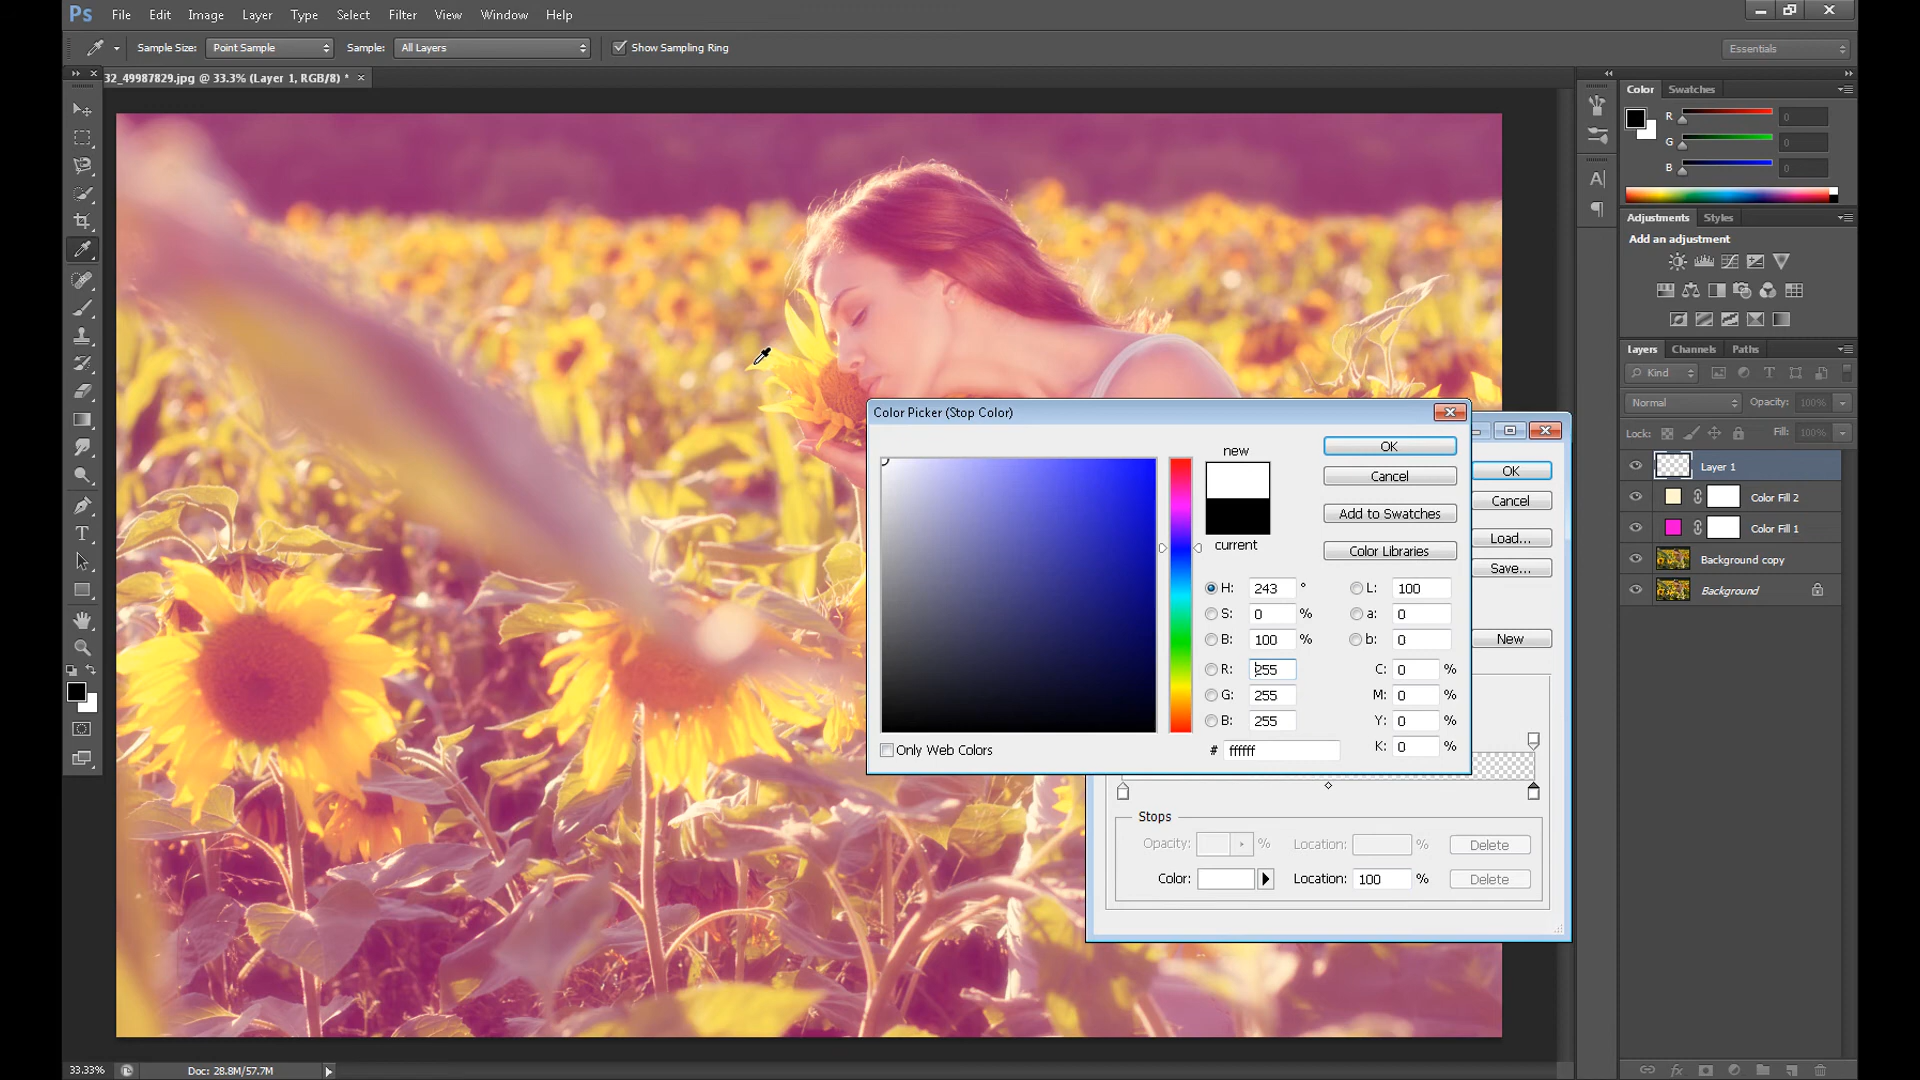 Ps File Edit Image Layer Type Select Filter View Window Help
Sample Size: Point Sample Sample: All Layers Show Sampling Ring Essentials
32_49987829.jpg @ 33.3% (Layer 1, RGB/8) *
Color Swatches
R 0
G 0
B 0
Adjustments Styles
Add an adjustment
Layers Channels Paths
Kind
Normal Opacity: 100%
Lock: Fill: 100%
Layer 1
Color Fill 2
Color Fill 1
Background copy
Background
Color Picker (Stop Color)
new
current
OK
Cancel
Add to Swatches
Color Libraries
H: 243 °
S: 0 %
B: 100 %
R: 255
G: 255
B: 255
# ffffff
L: 100
a: 0
b: 0
C: 0 %
M: 0 %
Y: 0 %
K: 0 %
Only Web Colors
OK
Cancel
Load...
Save...
New
Stops
Opacity: % Location: % Delete
Color: Location: 100 % Delete
33.33% Doc: 28.8M/57.7M